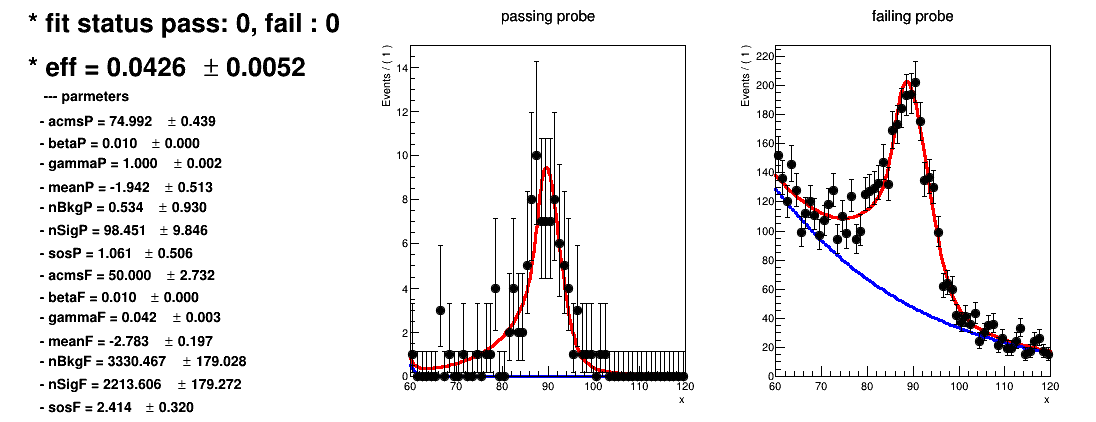 * fit status pass: 0, fail : 0
* eff = 0.0426 ± 0.0052
--- parmeters
- acmsP = 74.992 ± 0.439
- betaP = 0.010 ± 0.000
- gammaP = 1.000 ± 0.002
- meanP = -1.942 ± 0.513
- nBkgP = 0.534 ± 0.930
- nSigP = 98.451 ± 9.846
- sosP = 1.061 ± 0.506
- acmsF = 50.000 ± 2.732
- betaF = 0.010 ± 0.000
- gammaF = 0.042 ± 0.003
- meanF = -2.783 ± 0.197
- nBkgF = 3330.467 ± 179.028
- nSigF = 2213.606 ± 179.272
- sosF = 2.414 ± 0.320
passing probe
Events / ( 1 )
14
12
10
8
6
4
2
0
60 70 80 90 100 110 120
x
failing probe
Events / ( 1 )
220
200
180
160
140
120
100
80
60
40
20
0
60 70 80 90 100 110 120
x